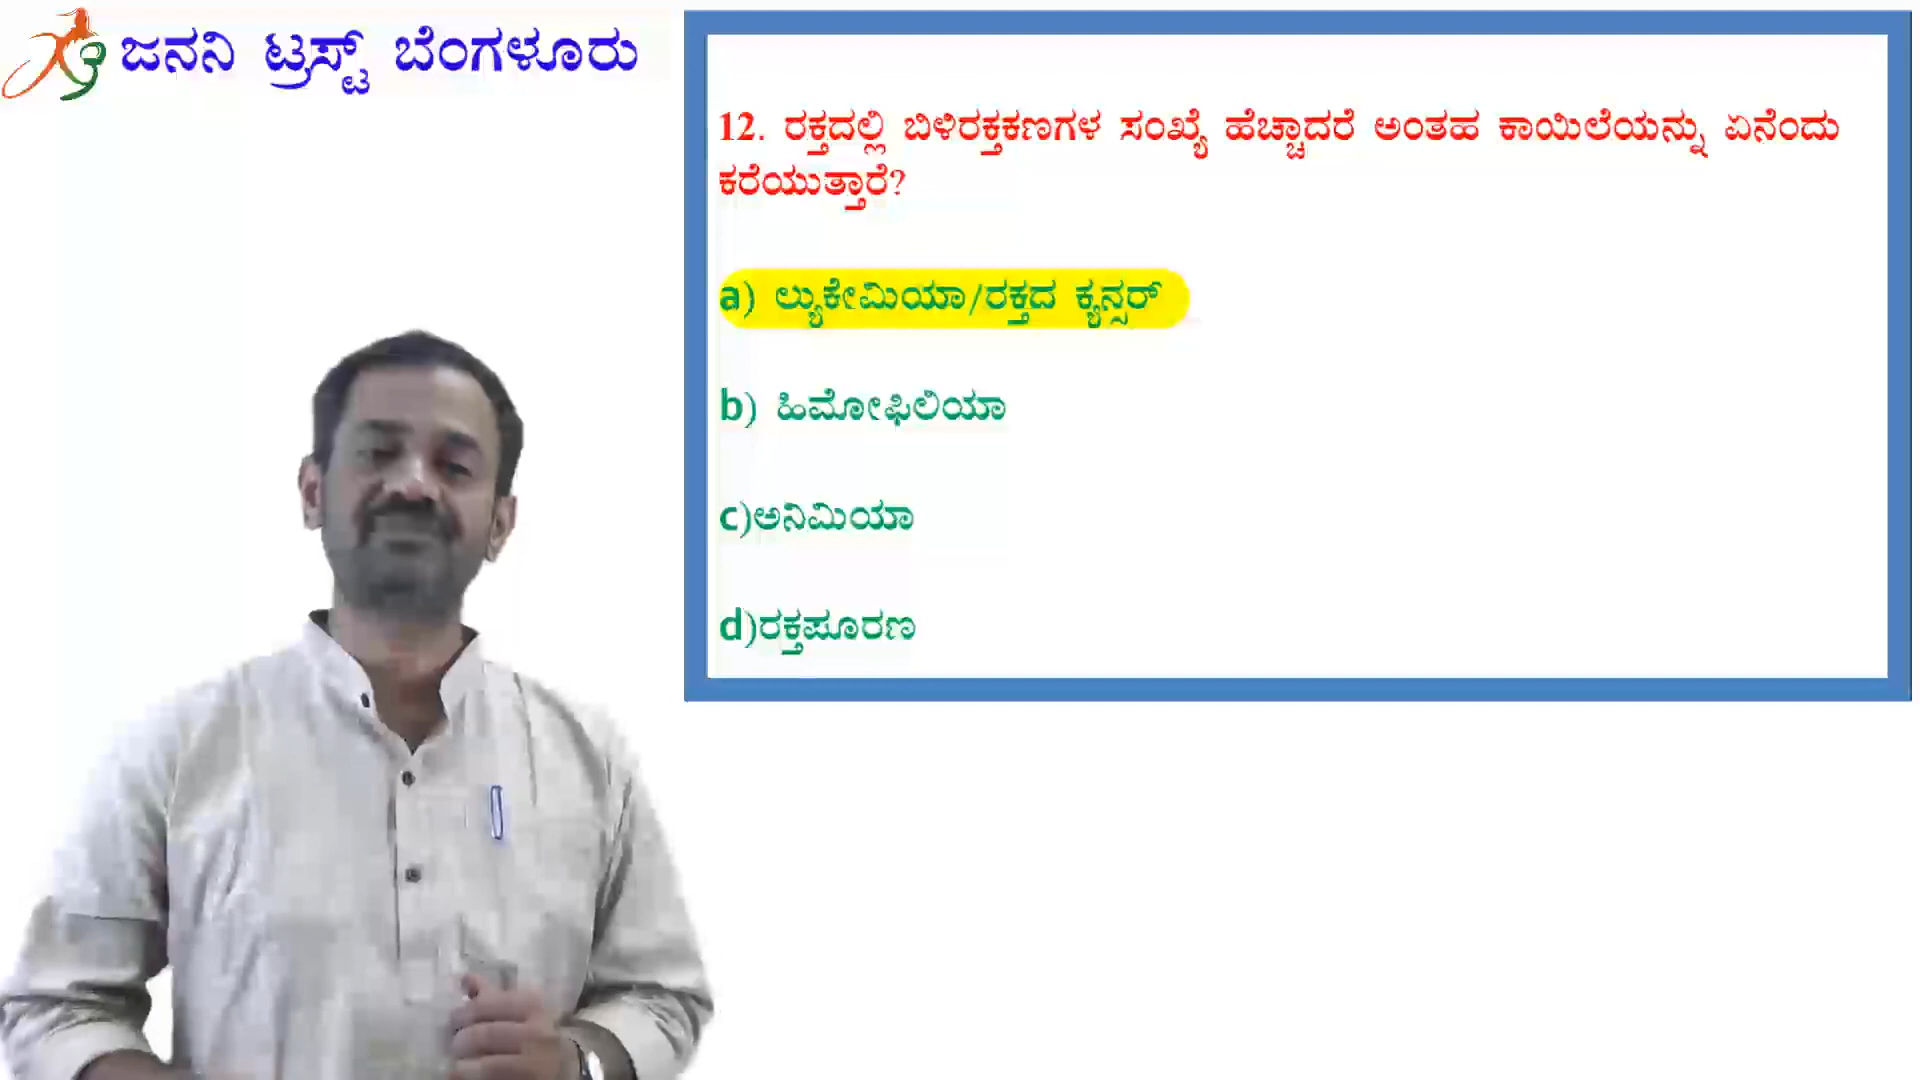 ಜನನಿ ಟ್ರಸ್ಟ್ ಬೆಂಗಳೂರು
12. ರಕ್ತದಲ್ಲಿ ಬಿಳಿರಕ್ತಕಣಗಳ ಸಂಖ್ಯೆ ಹೆಚ್ಚಾದರೆ ಅಂತಹ ಕಾಯಿಲೆಯನ್ನು ಏನೆಂದು
ಕರೆಯುತ್ತಾರೆ?
a) ಲ್ಯುಕೇಮಿಯಾ/ರಕ್ತದ ಕ್ಯನ್ಸರ್
b) ಹಿಮೋಫಿಲಿಯಾ
c)ಅನಿಮಿಯಾ
d)ರಕ್ತಪೂರಣ